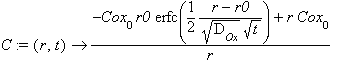 C := (r, t) → (-Cox₀ r0 erfc(1/2 (r - r0)/(√D_Ox √t)) + r Cox₀)/r